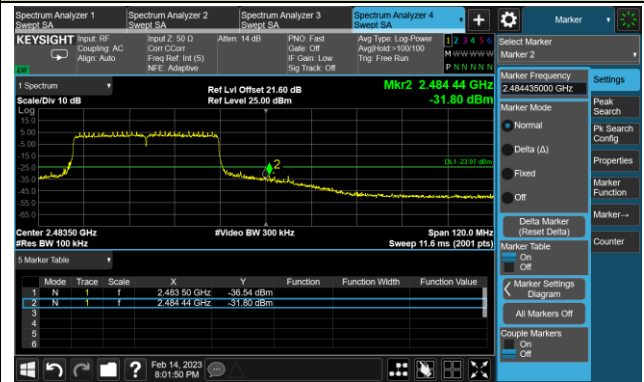 Spectrum Analyzer 1
Swept SA
Spectrum Analyzer 2
Swept SA
Spectrum Analyzer 3
Swept SA
Spectrum Analyzer 4
Swept SA
Marker
KEYSIGHT
Input: RF
Coupling: AC
Align: Auto
Input Z: 50 Ω
Corr CCorr
Freq Ref: Int (S)
NFE: Adaptive
Atten: 14 dB
PNO: Fast
Gate: Off
IF Gain: Low
Sig Track: Off
Avg Type: Log-Power
Avg|Hold >100/100
Trig: Free Run
1 2 3 4 5 6
M W W W W W
P N N N N N
Select Marker
Marker 2
1 Spectrum
Scale/Div 10 dB
Log
Ref Lvl Offset 21.60 dB
Ref Level 25.00 dBm
Mkr2 2.484 44 GHz
-31.80 dBm
15.0
5.00
-5.00
-15.0
-25.0
-35.0
-45.0
-55.0
-65.0
2
DL1 -23.97 dBm
Center 2.48350 GHz
#Res BW 100 kHz
#Video BW 300 kHz
Span 120.0 MHz
Sweep 11.6 ms (2001 pts)
5 Marker Table
Mode Trace Scale X Y Function Function Width Function Value
1 N 1 f 2.483 50 GHz -36.54 dBm
2 N 1 f 2.484 44 GHz -31.80 dBm
3
4
5
6
Marker Frequency
2.484435000 GHz
Marker Mode
Normal
Delta (Δ)
Fixed
Off
Delta Marker
(Reset Delta)
Marker Table
On
Off
Marker Settings
Diagram
All Markers Off
Couple Markers
On
Off
Settings
Peak
Search
Pk Search
Config
Properties
Marker
Function
Marker→
Counter
?
Feb 14, 2023
8:01:50 PM